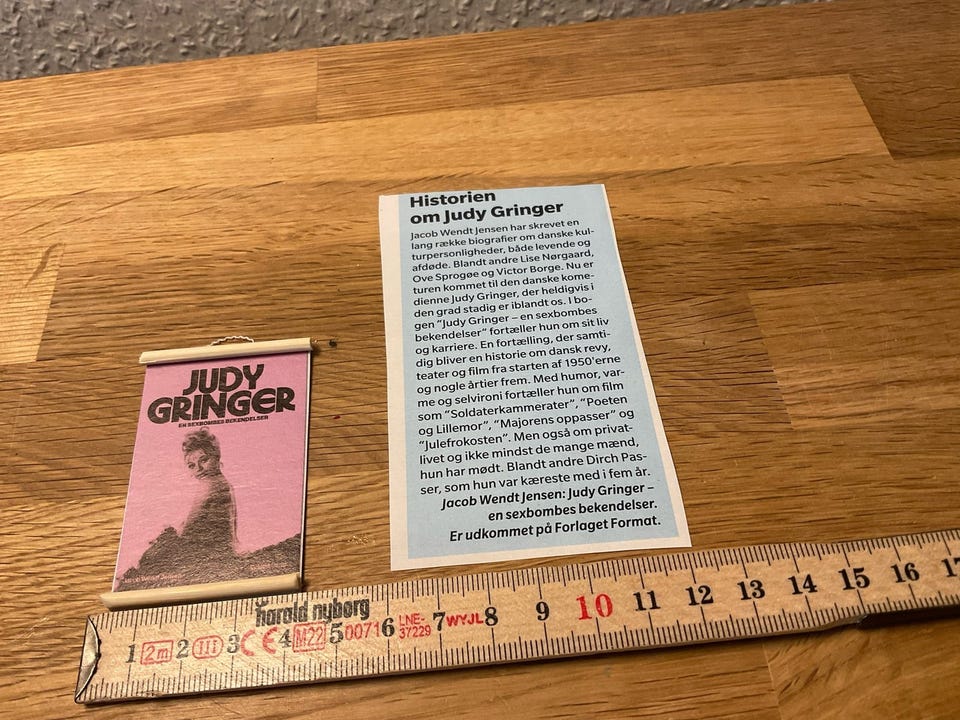 JUDY
GRINGER
EN SEXBOMBES BEKENDELSER
Historien
om Judy Gringer
Jacob Wendt Jensen har skrevet en
lang række biografier om danske kul-
turpersonligheder, både levende og
afdøde. Blandt andre Lise Nørgaard,
Ove Sprogøe og Victor Borge. Nu er
turen kommet til den danske kome-
dienne Judy Gringer, der heldigvis i
den grad stadig er iblandt os. I bo-
gen "Judy Gringer – en sexbombes
bekendelser" fortæller hun om sit liv
og karriere. En fortælling, der samti-
dig bliver en historie om dansk revy,
teater og film fra starten af 1950'erne
og nogle årtier frem. Med humor, var-
me og selvironi fortæller hun om film
som "Soldaterkammerater", "Poeten
og Lillemor", "Majorens oppasser" og
"Julefrokosten". Men også om privat-
livet og ikke mindst de mange mænd,
hun har mødt. Blandt andre Dirch Pas-
ser, som hun var kæreste med i fem år.
Jacob Wendt Jensen: Judy Gringer –
en sexbombes bekendelser.
Er udkommet på Forlaget Format.
harald nyborg
1 2m 2 III 3 CE 4 M22 5 00716 6 LNE-37229 7 WYJL 8 9 10 11 12 13 14 15 16 17